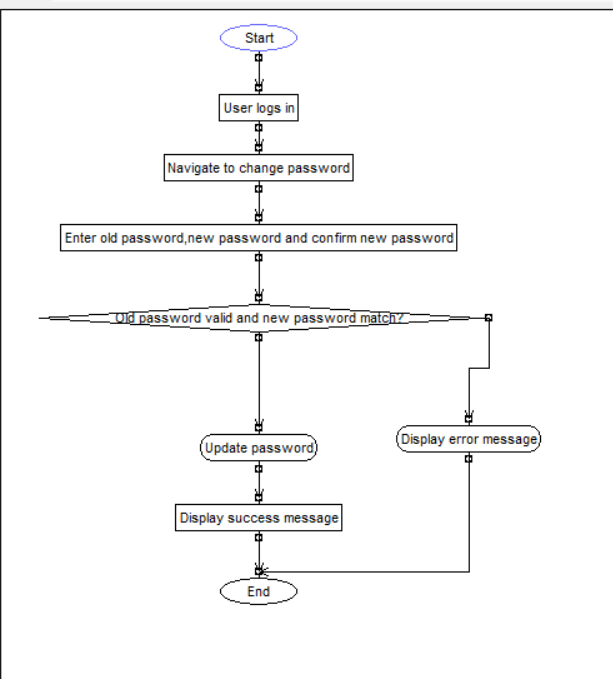 Start
User logs in
Navigate to change password
Enter old password,new password and confirm new password
Old password valid and new password match?
Update password
Display error message
Display success message
End